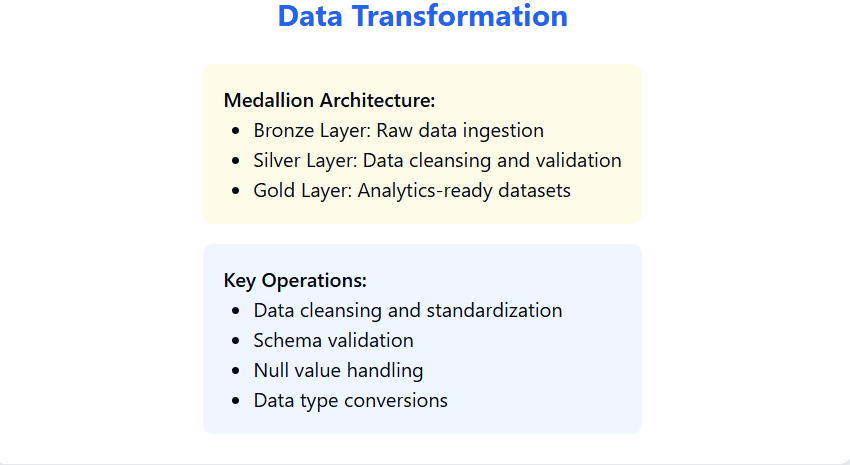 Data Transformation
Medallion Architecture:
• Bronze Layer: Raw data ingestion
• Silver Layer: Data cleansing and validation
• Gold Layer: Analytics-ready datasets
Key Operations:
• Data cleansing and standardization
• Schema validation
• Null value handling
• Data type conversions